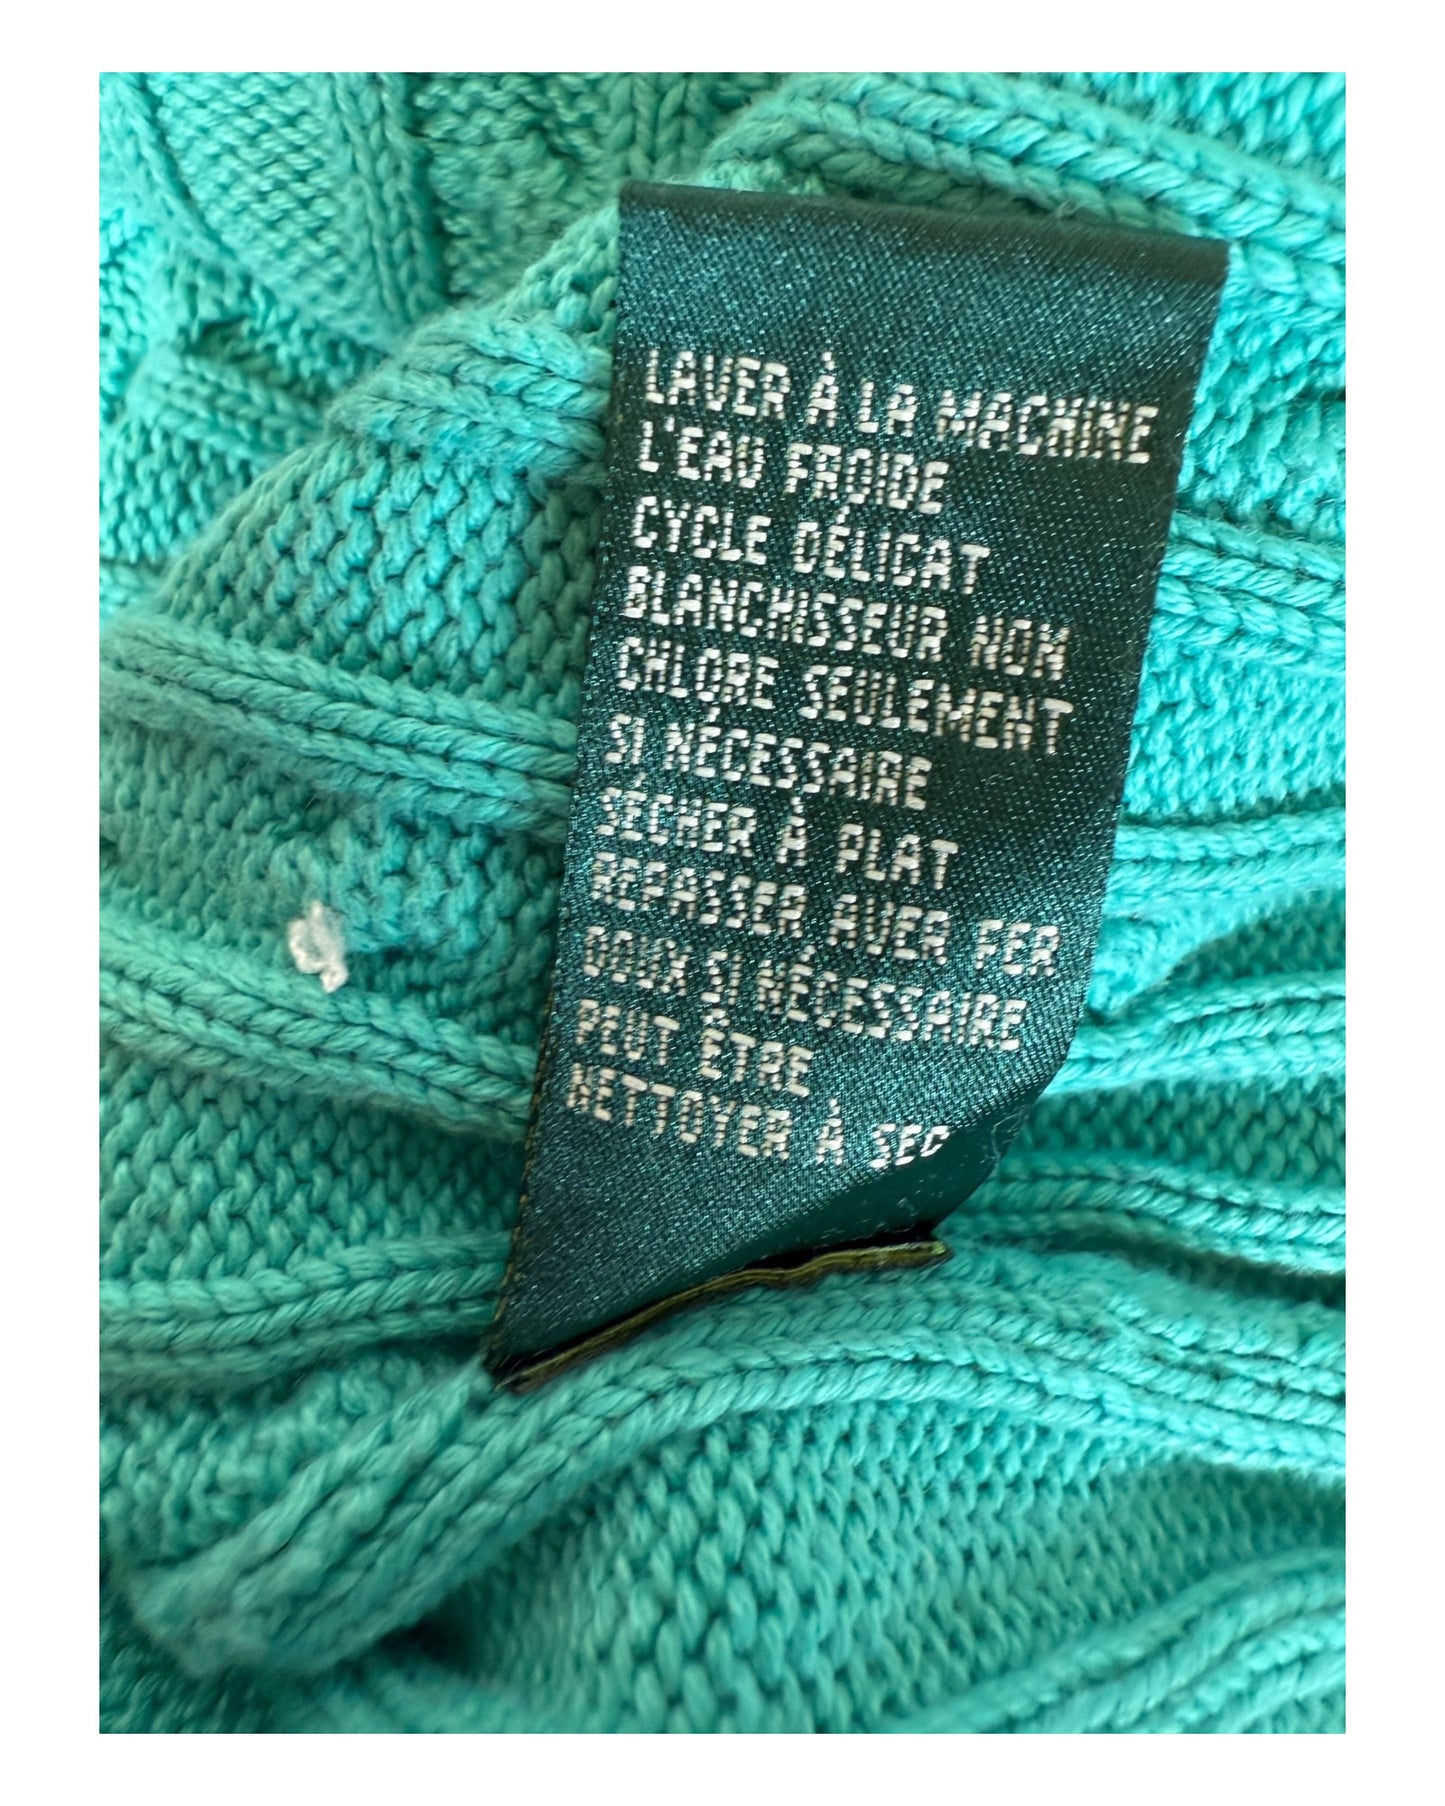 LAVER À LA MACHINE
L'EAU FROIDE
CYCLE DÉLICAT
BLANCHISSEUR NON
CHLORE SEULEMENT
SI NÉCESSAIRE
SÉCHER À PLAT
REPASSER AVER FER
DOUX SI NÉCESSAIRE
PEUT ÊTRE
NETTOYER À SEC